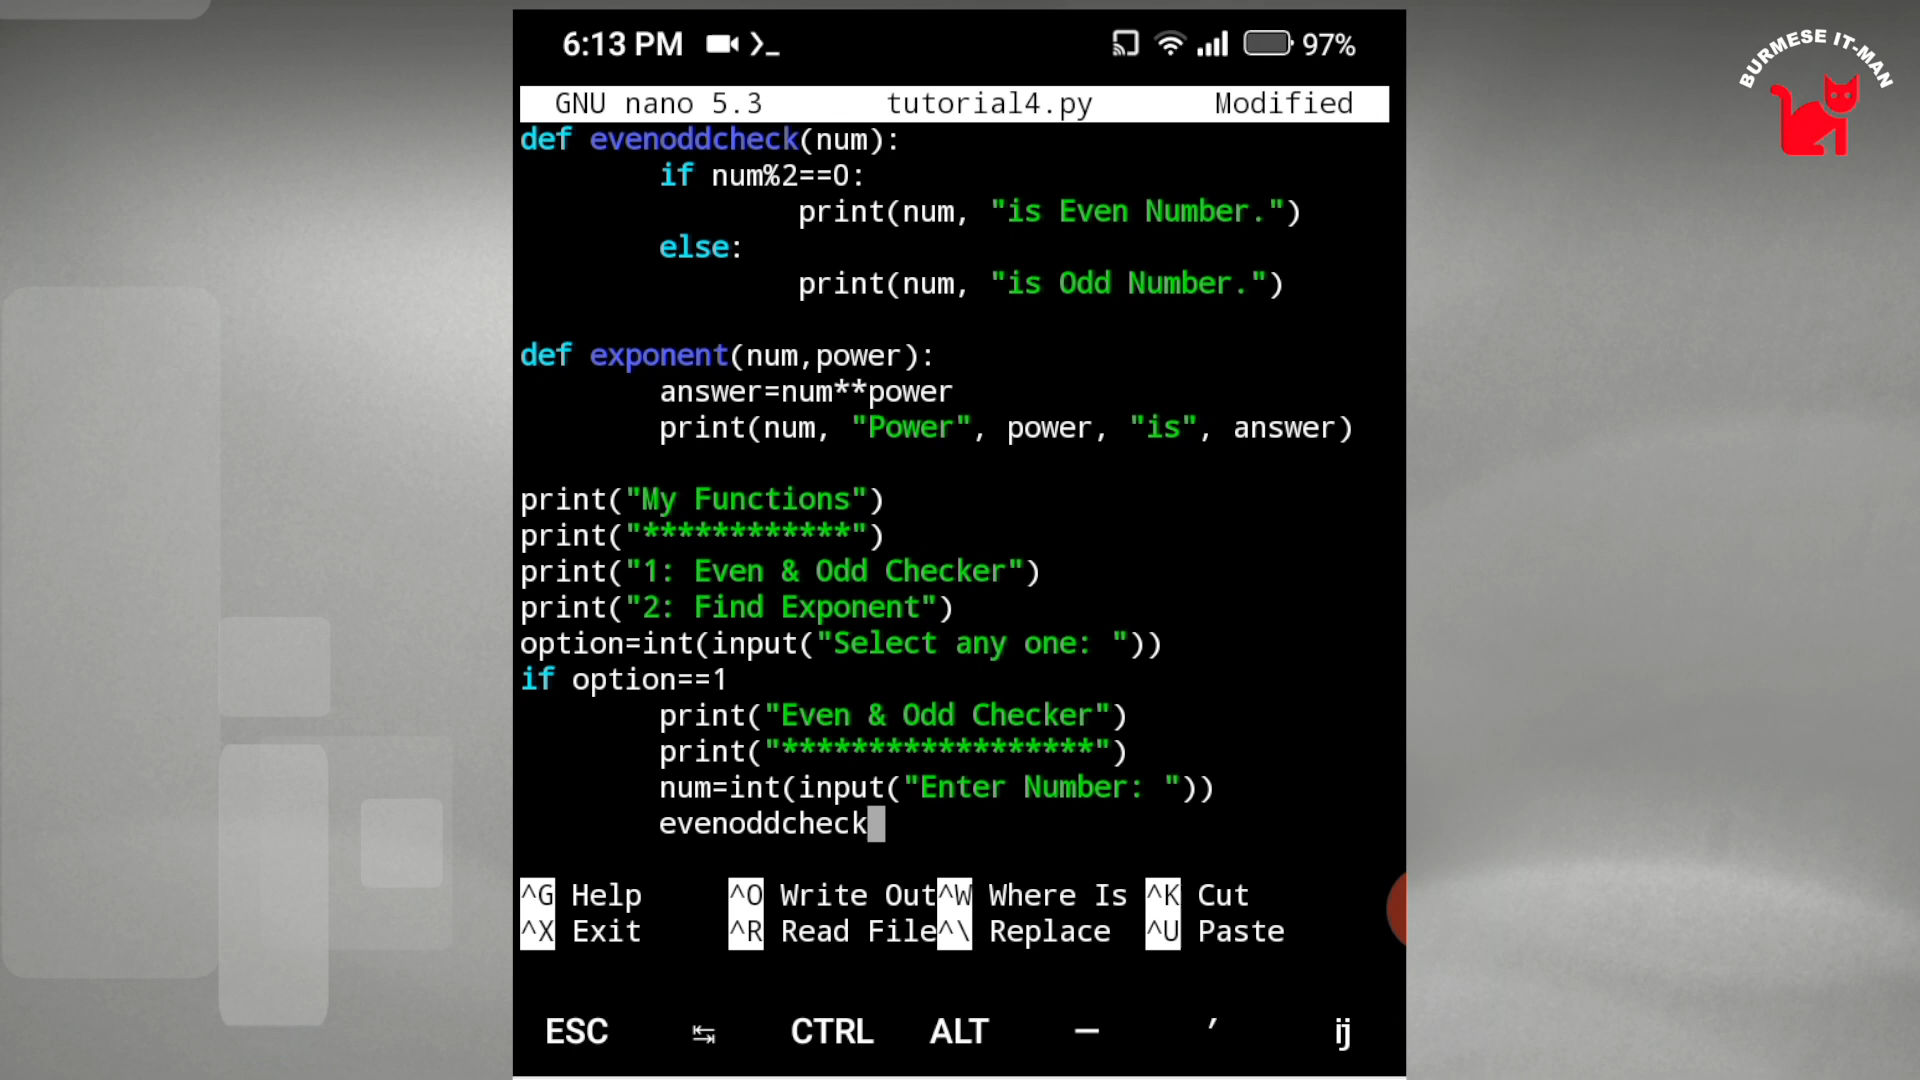 6:13 PM 97%
BURMESE IT-MAN
GNU nano 5.3 tutorial4.py Modified
def evenoddcheck(num):
if num%2==0:
print(num, "is Even Number.")
else:
print(num, "is Odd Number.")
def exponent(num,power):
answer=num**power
print(num, "Power", power, "is", answer)
print("My Functions")
print("************")
print("1: Even & Odd Checker")
print("2: Find Exponent")
option=int(input("Select any one: "))
if option==1
print("Even & Odd Checker")
print("******************")
num=int(input("Enter Number: "))
evenoddcheck
^G Help ^O Write Out ^W Where Is ^K Cut
^X Exit ^R Read File ^\ Replace ^U Paste
ESC ↹ CTRL ALT — ′ ij